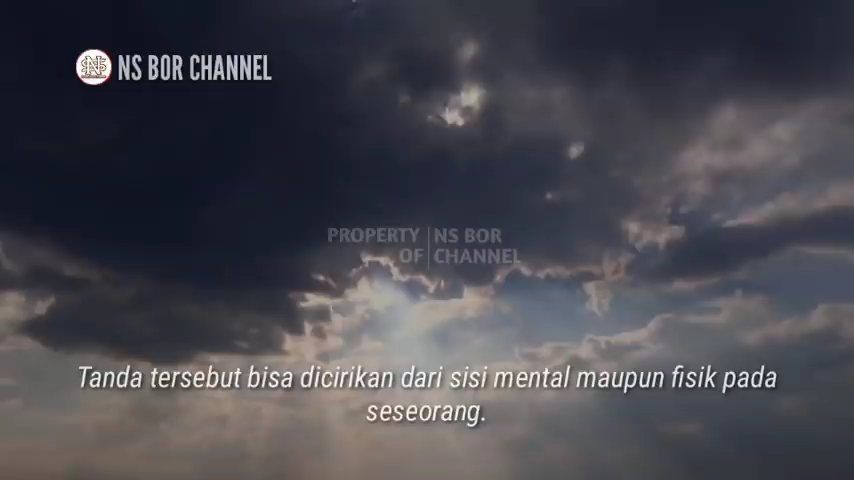 NS BOR CHANNEL
PROPERTY OF | NS BOR CHANNEL
Tanda tersebut bisa dicirikan dari sisi mental maupun fisik pada
seseorang.